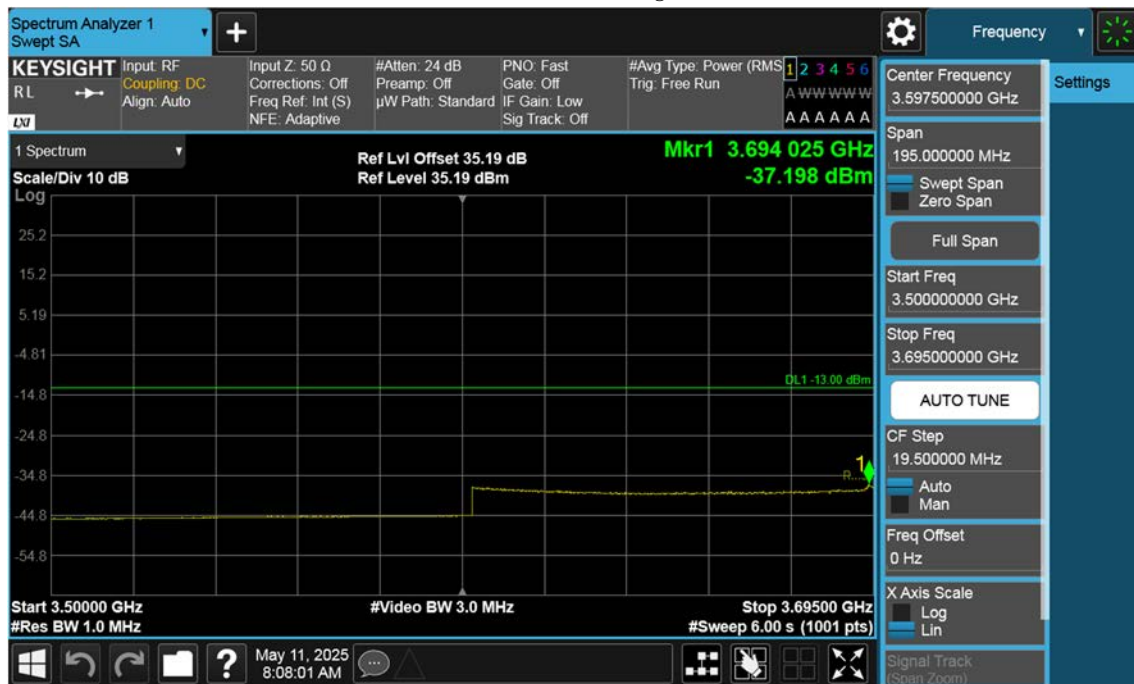 Spectrum Analyzer 1
Swept SA
Frequency
KEYSIGHT
RL
LXI
Input: RF
Coupling: DC
Align: Auto
Input Z: 50 Ω
Corrections: Off
Freq Ref: Int (S)
NFE: Adaptive
#Atten: 24 dB
Preamp: Off
µW Path: Standard
PNO: Fast
Gate: Off
IF Gain: Low
Sig Track: Off
#Avg Type: Power (RMS
Trig: Free Run
1 2 3 4 5 6
A W W W W W
A A A A A A
1 Spectrum
Scale/Div 10 dB
Ref Lvl Offset 35.19 dB
Ref Level 35.19 dBm
Mkr1 3.694 025 GHz
-37.198 dBm
Log
25.2
15.2
5.19
-4.81
DL1 -13.00 dBm
-14.8
-24.8
1
-34.8
-44.8
-54.8
Start 3.50000 GHz
#Res BW 1.0 MHz
#Video BW 3.0 MHz
Stop 3.69500 GHz
#Sweep 6.00 s (1001 pts)
May 11, 2025
8:08:01 AM
Center Frequency
3.597500000 GHz
Span
195.000000 MHz
Swept Span
Zero Span
Full Span
Start Freq
3.500000000 GHz
Stop Freq
3.695000000 GHz
AUTO TUNE
CF Step
19.500000 MHz
Auto
Man
Freq Offset
0 Hz
X Axis Scale
Log
Lin
Signal Track
(Span Zoom)
Settings